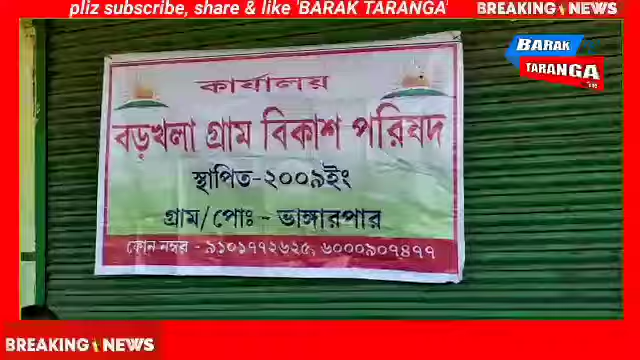 pliz subscribe, share & like 'BARAK TARANGA'
BREAKING NEWS
BARAK
TARANGA
কার্যালয়
বড়খলা গ্রাম বিকাশ পরিষদ
স্থাপিত-২০০৯ইং
গ্রাম/পোঃ - ভাঙ্গারপার
ফোন নম্বর - ৯১০১৭৭২৬২৫, ৬০০০৯০৭৪৭৭
BREAKING NEWS